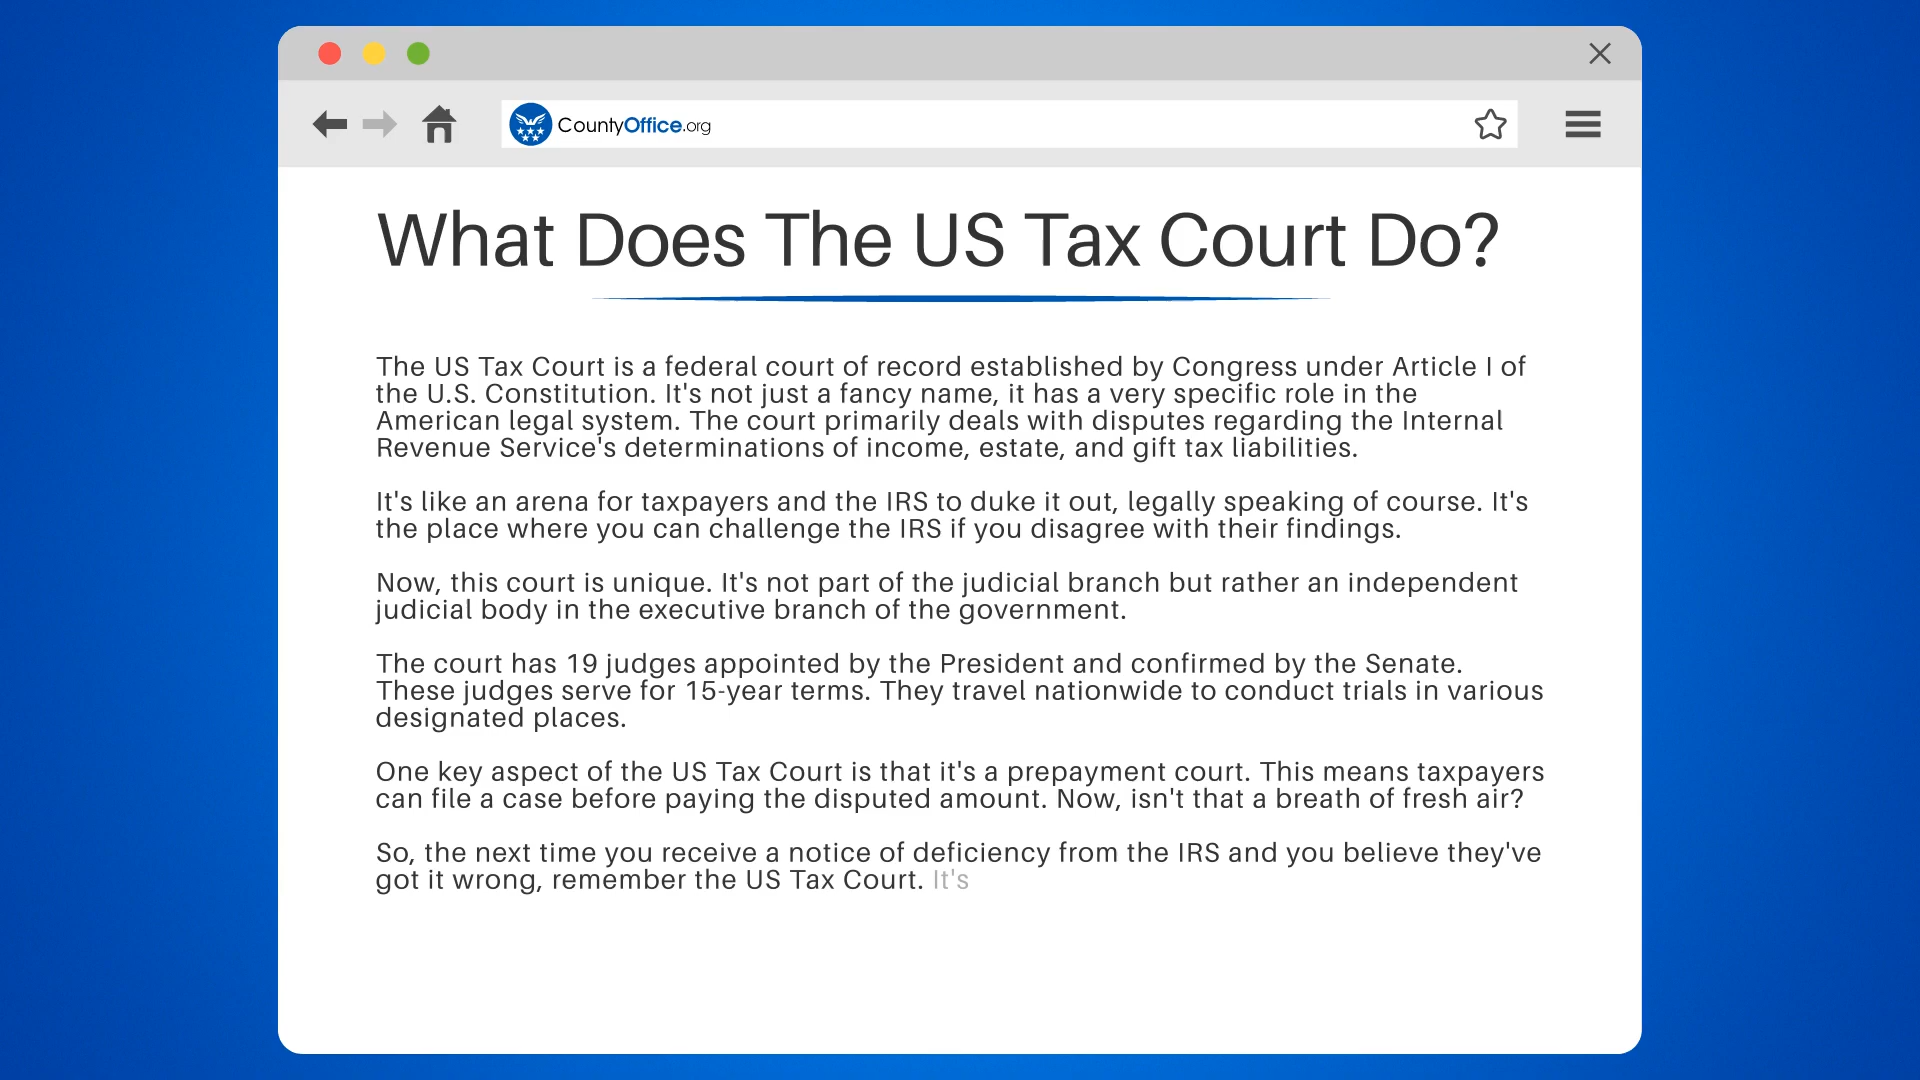 CountyOffice.org
What Does The US Tax Court Do?
The US Tax Court is a federal court of record established by Congress under Article I of
the U.S. Constitution. It's not just a fancy name, it has a very specific role in the
American legal system. The court primarily deals with disputes regarding the Internal
Revenue Service's determinations of income, estate, and gift tax liabilities.
It's like an arena for taxpayers and the IRS to duke it out, legally speaking of course. It's
the place where you can challenge the IRS if you disagree with their findings.
Now, this court is unique. It's not part of the judicial branch but rather an independent
judicial body in the executive branch of the government.
The court has 19 judges appointed by the President and confirmed by the Senate.
These judges serve for 15-year terms. They travel nationwide to conduct trials in various
designated places.
One key aspect of the US Tax Court is that it's a prepayment court. This means taxpayers
can file a case before paying the disputed amount. Now, isn't that a breath of fresh air?
So, the next time you receive a notice of deficiency from the IRS and you believe they've
got it wrong, remember the US Tax Court. It's